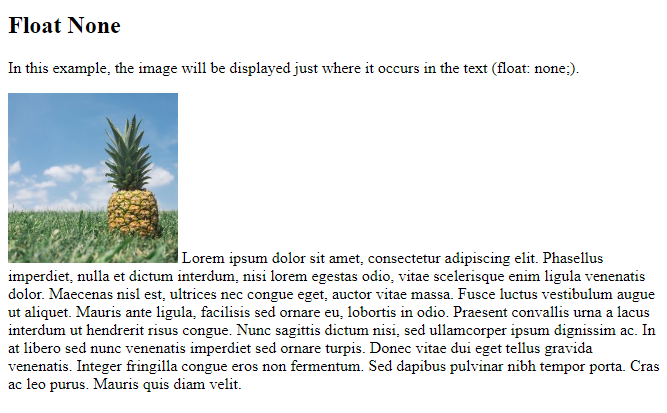 Float None
In this example, the image will be displayed just where it occurs in the text (float: none;).
Lorem ipsum dolor sit amet, consectetur adipiscing elit. Phasellus
imperdiet, nulla et dictum interdum, nisi lorem egestas odio, vitae scelerisque enim ligula venenatis
dolor. Maecenas nisl est, ultrices nec congue eget, auctor vitae massa. Fusce luctus vestibulum augue
ut aliquet. Mauris ante ligula, facilisis sed ornare eu, lobortis in odio. Praesent convallis urna a lacus
interdum ut hendrerit risus congue. Nunc sagittis dictum nisi, sed ullamcorper ipsum dignissim ac. In
at libero sed nunc venenatis imperdiet sed ornare turpis. Donec vitae dui eget tellus gravida
venenatis. Integer fringilla congue eros non fermentum. Sed dapibus pulvinar nibh tempor porta. Cras
ac leo purus. Mauris quis diam velit.